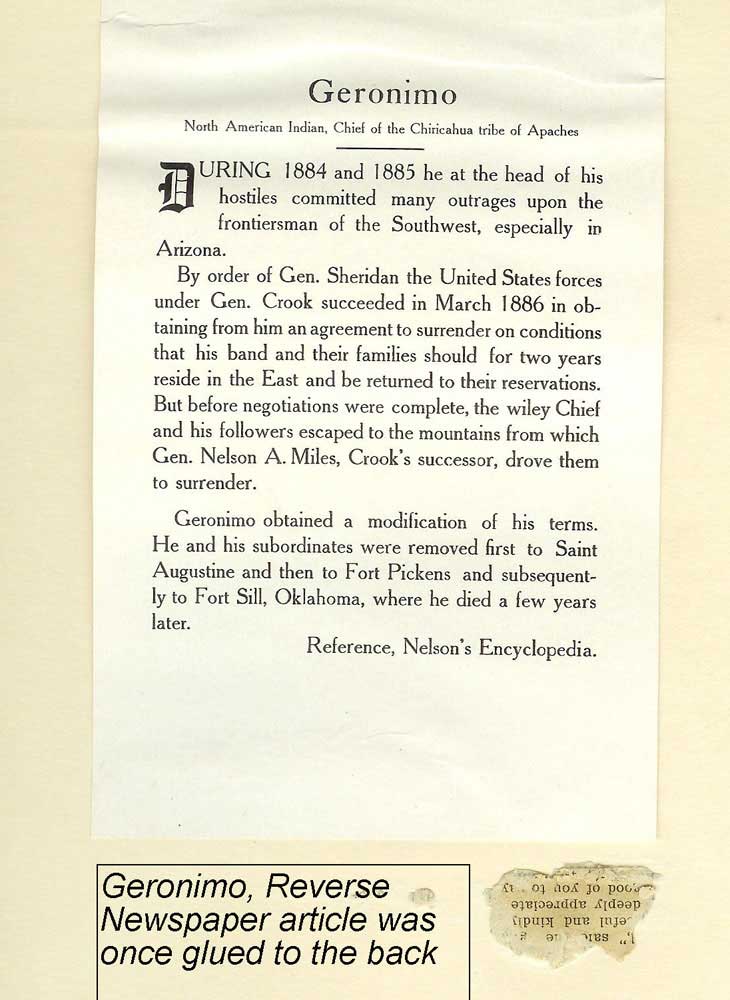 Geronimo
North American Indian, Chief of the Chiricahua tribe of Apaches
DURING 1884 and 1885 he at the head of his
hostiles committed many outrages upon the
frontiersman of the Southwest, especially in
Arizona.
By order of Gen. Sheridan the United States forces
under Gen. Crook succeeded in March 1886 in ob-
taining from him an agreement to surrender on conditions
that his band and their families should for two years
reside in the East and be returned to their reservations.
But before negotiations were complete, the wiley Chief
and his followers escaped to the mountains from which
Gen. Nelson A. Miles, Crook's successor, drove them
to surrender.
Geronimo obtained a modification of his terms.
He and his subordinates were removed first to Saint
Augustine and then to Fort Pickens and subsequent-
ly to Fort Sill, Oklahoma, where he died a few years
later.
Reference, Nelson's Encyclopedia.
Geronimo, Reverse
Newspaper article was
once glued to the back
and kindly
deeply appreciate
good of you to